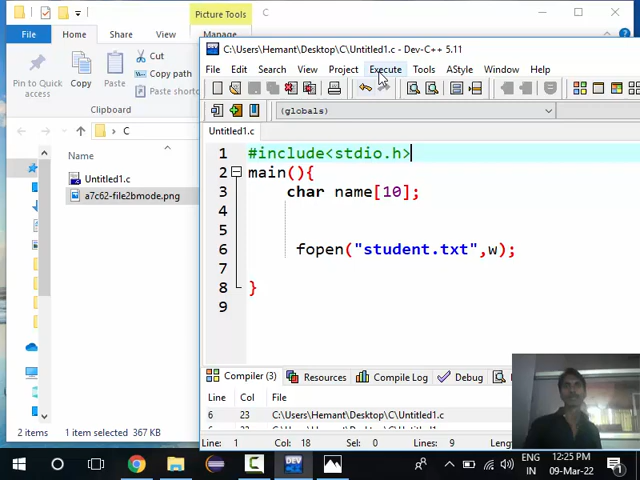 Picture Tools
C
File
Home
Share
View
Manage
Pin to Quick access
Copy
Paste
Cut
Copy path
Paste shortcut
Clipboard
C
Name
Untitled1.c
a7c62-file2bmode.png
2 items
1 item selected 367 KB
C:\Users\Hemant\Desktop\C\Untitled1.c - Dev-C++ 5.11
File Edit Search View Project Execute Tools AStyle Window Help
(globals)
Untitled1.c
1 #include<stdio.h>
2 main(){
3 char name[10];
4
5
6 fopen("student.txt",w);
7
8 }
9
Compiler (3) Resources Compile Log Debug
Line Col File
6 23 C:\Users\Hemant\Desktop\C\Untitled1.c
Line: 1 Col: 18 Sel: 0 Lines: 9
DEV
ENG
IN
12:25 PM
09-Mar-22
1